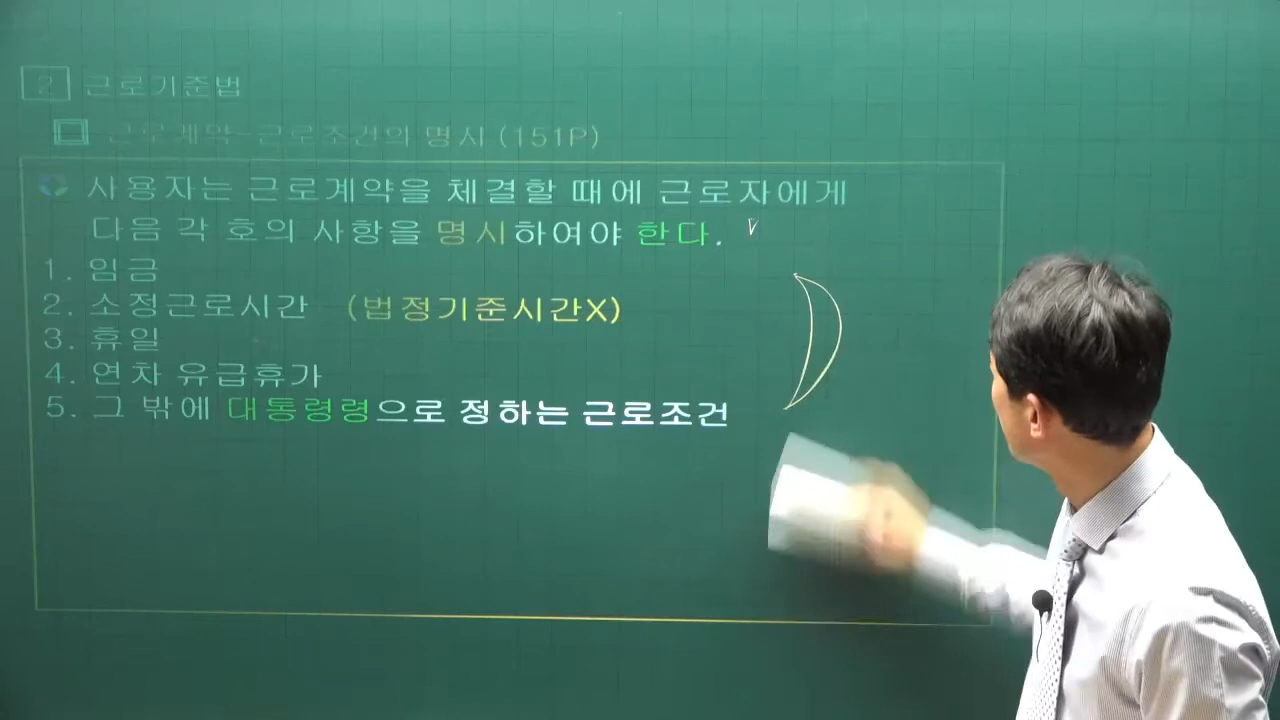 2 근로기준법
근로계약-근로조건의 명시 (151P)
사용자는 근로계약을 체결할 때에 근로자에게
다음 각 호의 사항을 명시하여야 한다. V
1. 임금
2. 소정근로시간 (법정기준시간X)
3. 휴일
4. 연차 유급휴가
5. 그 밖에 대통령령으로 정하는 근로조건